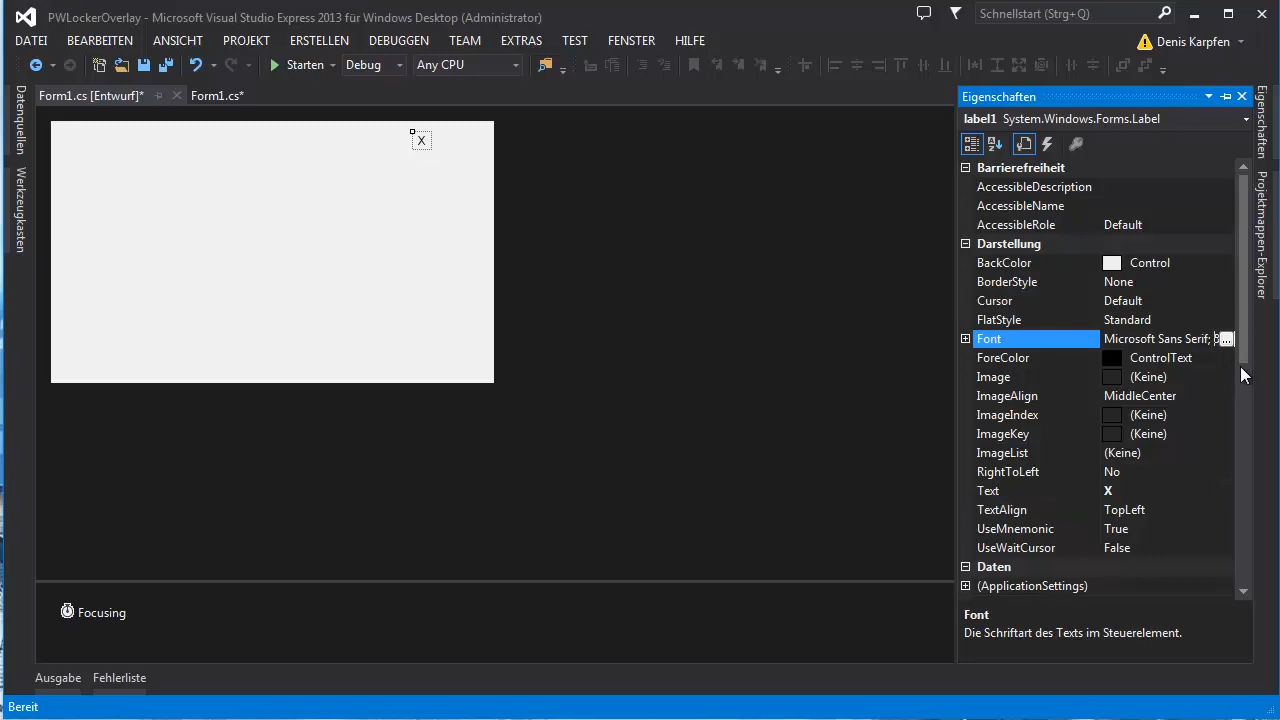 PWLockerOverlay - Microsoft Visual Studio Express 2013 für Windows Desktop (Administrator)
Schnellstart (Strg+Q)
DATEI BEARBEITEN ANSICHT PROJEKT ERSTELLEN DEBUGGEN TEAM EXTRAS TEST FENSTER HILFE
Denis Karpfen
Starten Debug Any CPU
Form1.cs [Entwurf]* Form1.cs*
Datenquellen
Werkzeugkasten
X
Focusing
Eigenschaften
label1 System.Windows.Forms.Label
Barrierefreiheit
AccessibleDescription
AccessibleName
AccessibleRole Default
Darstellung
BackColor Control
BorderStyle None
Cursor Default
FlatStyle Standard
Font Microsoft Sans Serif; ...
ForeColor ControlText
Image (Keine)
ImageAlign MiddleCenter
ImageIndex (Keine)
ImageKey (Keine)
ImageList (Keine)
RightToLeft No
Text X
TextAlign TopLeft
UseMnemonic True
UseWaitCursor False
Daten
(ApplicationSettings)
Font
Die Schriftart des Texts im Steuerelement.
Eigenschaften
Projektmappen-Explorer
Ausgabe Fehlerliste
Bereit